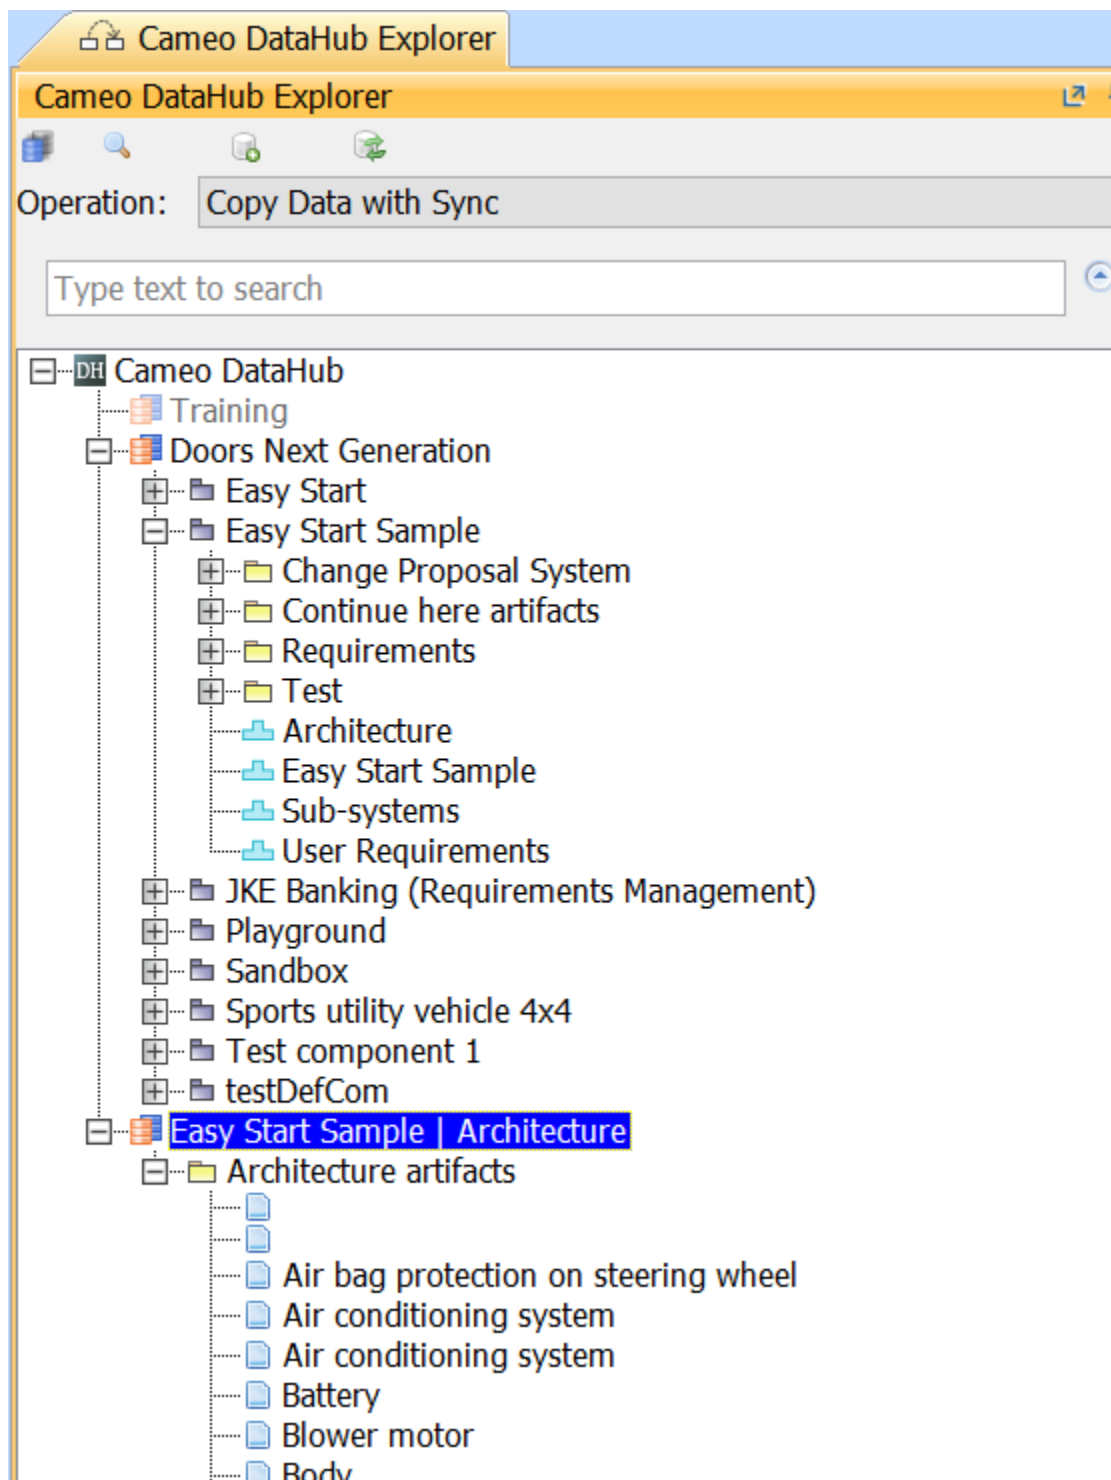 Cameo DataHub Explorer
Cameo DataHub Explorer
Operation: Copy Data with Sync
Type text to search
DH Cameo DataHub
Training
Doors Next Generation
Easy Start
Easy Start Sample
Change Proposal System
Continue here artifacts
Requirements
Test
Architecture
Easy Start Sample
Sub-systems
User Requirements
JKE Banking (Requirements Management)
Playground
Sandbox
Sports utility vehicle 4x4
Test component 1
testDefCom
Easy Start Sample | Architecture
Architecture artifacts
Air bag protection on steering wheel
Air conditioning system
Air conditioning system
Battery
Blower motor
Body